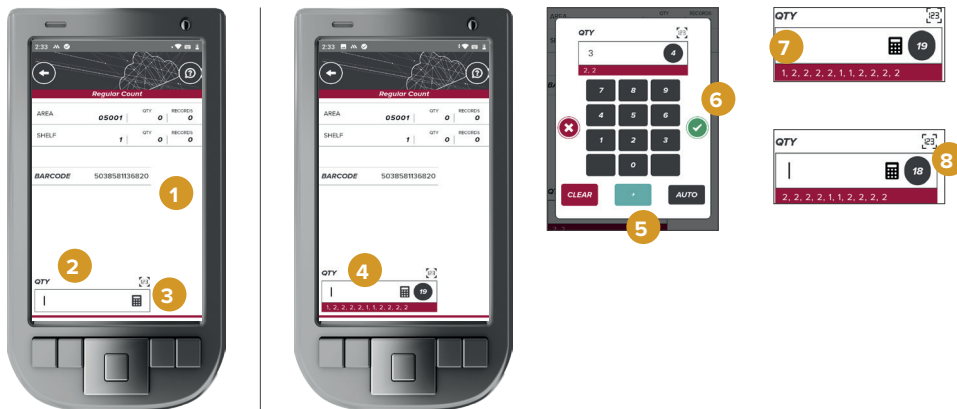 2:33
Regular Count
QTY RECORDS
AREA 05001 0 0
QTY RECORDS
SHELF 1 0 0
BARCODE 5038581136820
1
2
QTY
123
3
2:33
Regular Count
QTY RECORDS
AREA 05001 0 0
QTY RECORDS
SHELF 1 0 0
BARCODE 5038581136820
4
QTY
123
19
1, 2, 2, 2, 2, 1, 1, 2, 2, 2, 2
AREA QTY RECORDS
QTY
123
3 4
2, 2
7 8 9
6
4 5 6
1 2 3
0
CLEAR + AUTO
5
QTY
123
7
19
1, 2, 2, 2, 2, 1, 1, 2, 2, 2, 2
QTY
123
8
18
2, 2, 2, 2, 1, 1, 2, 2, 2, 2